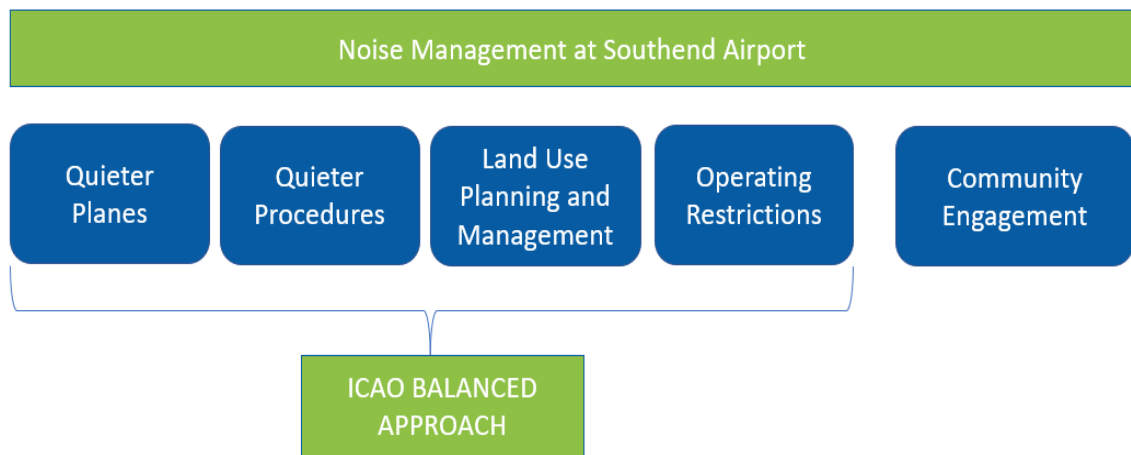 Noise Management at Southend Airport
Quieter
Planes
Quieter
Procedures
Land Use
Planning and
Management
Operating
Restrictions
Community
Engagement
ICAO BALANCED
APPROACH